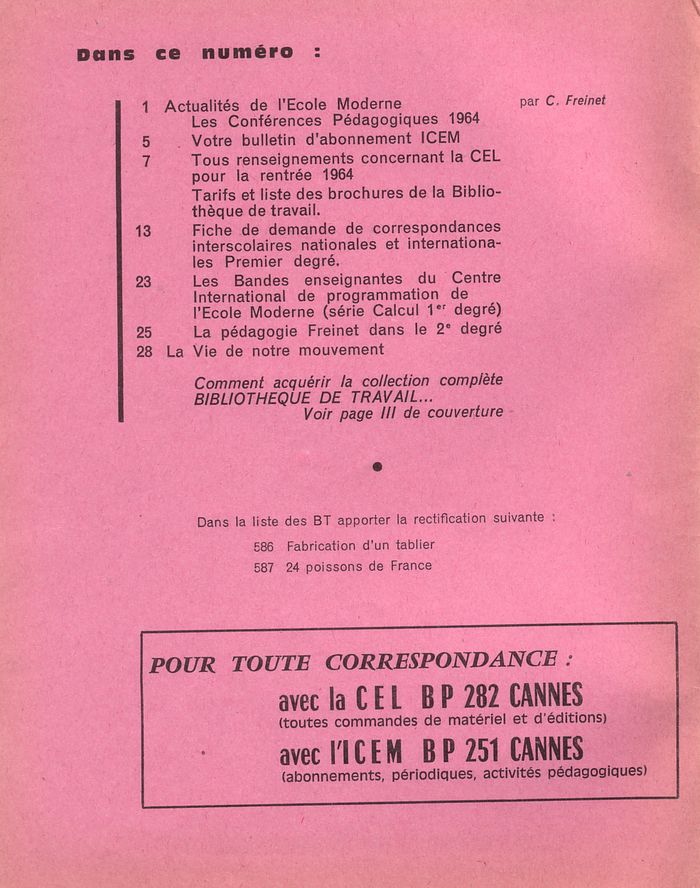 Dans ce numéro :
1 Actualités de l'Ecole Moderne par C. Freinet
Les Conférences Pédagogiques 1964
5 Votre bulletin d'abonnement ICEM
7 Tous renseignements concernant la CEL
pour la rentrée 1964
Tarifs et liste des brochures de la Biblio-
thèque de travail.
13 Fiche de demande de correspondances
interscolaires nationales et internationa-
les Premier degré.
23 Les Bandes enseignantes du Centre
International de programmation de
l'Ecole Moderne (série Calcul 1er degré)
25 La pédagogie Freinet dans le 2e degré
28 La Vie de notre mouvement
Comment acquérir la collection complète
BIBLIOTHEQUE DE TRAVAIL...
Voir page III de couverture
Dans la liste des BT apporter la rectification suivante :
586 Fabrication d'un tablier
587 24 poissons de France
POUR TOUTE CORRESPONDANCE :
avec la CEL BP 282 CANNES
(toutes commandes de matériel et d'éditions)
avec l'ICEM BP 251 CANNES
(abonnements, périodiques, activités pédagogiques)